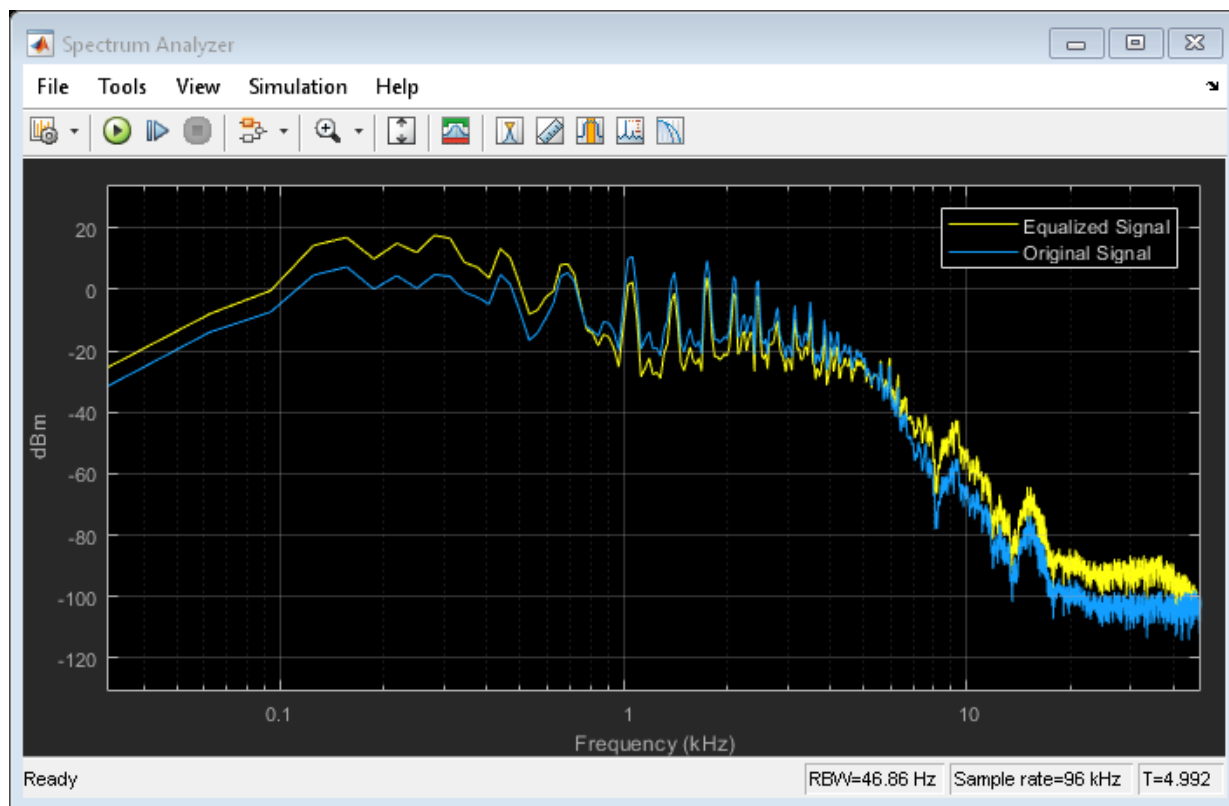 Spectrum Analyzer
File Tools View Simulation Help
Equalized Signal
Original Signal
20
0
-20
-40
-60
-80
-100
-120
dBm
0.1 1 10
Frequency (kHz)
Ready RBW=46.86 Hz Sample rate=96 kHz T=4.992